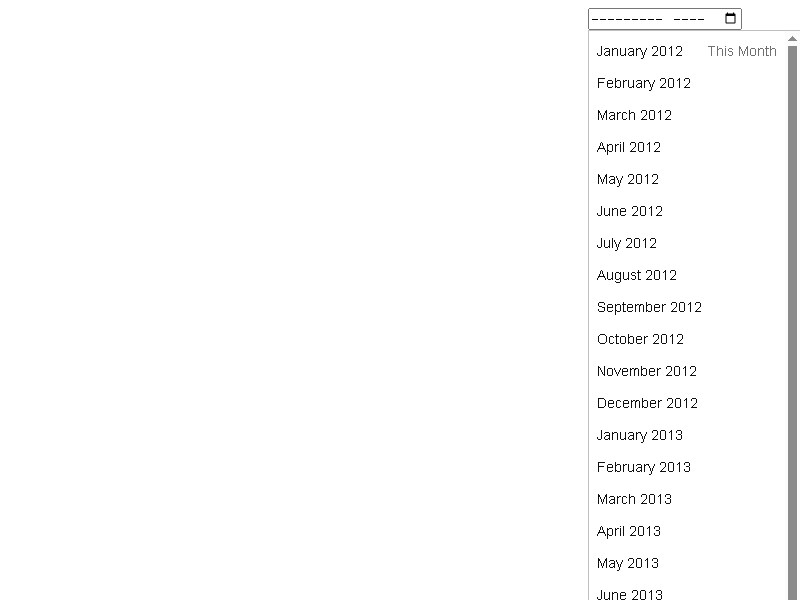 --------- ----
January 2012 This Month
February 2012
March 2012
April 2012
May 2012
June 2012
July 2012
August 2012
September 2012
October 2012
November 2012
December 2012
January 2013
February 2013
March 2013
April 2013
May 2013
June 2013